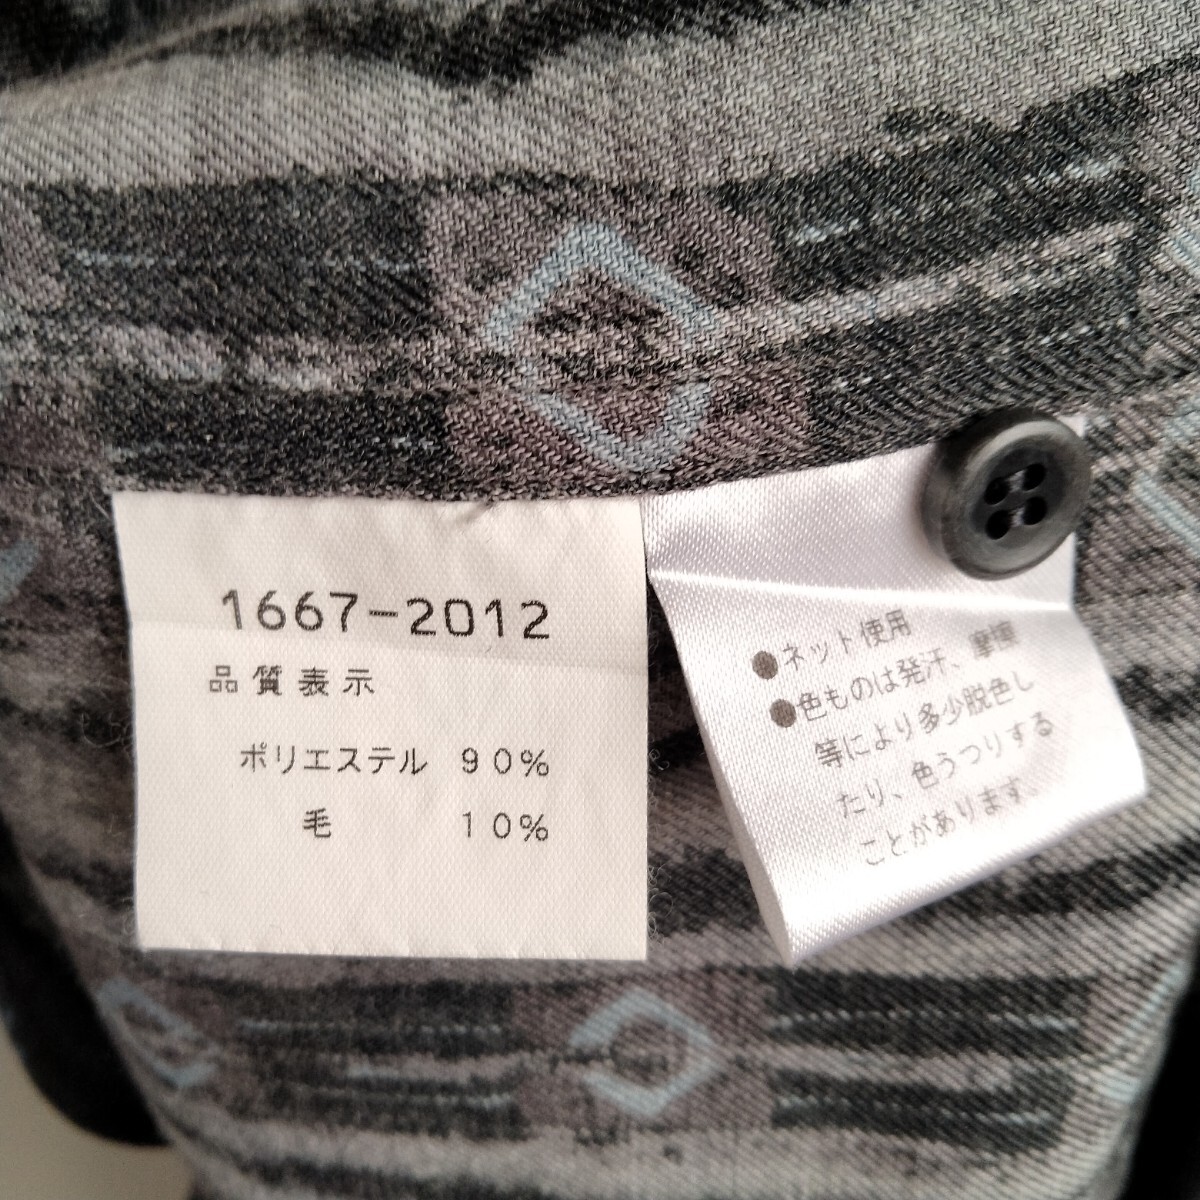 1667-2012
品質表示
ポリエステル 90%
毛 10%
●ネット使用
●色ものは発汗、摩擦
等により多少脱色し
たり、色うつりする
ことがあります。